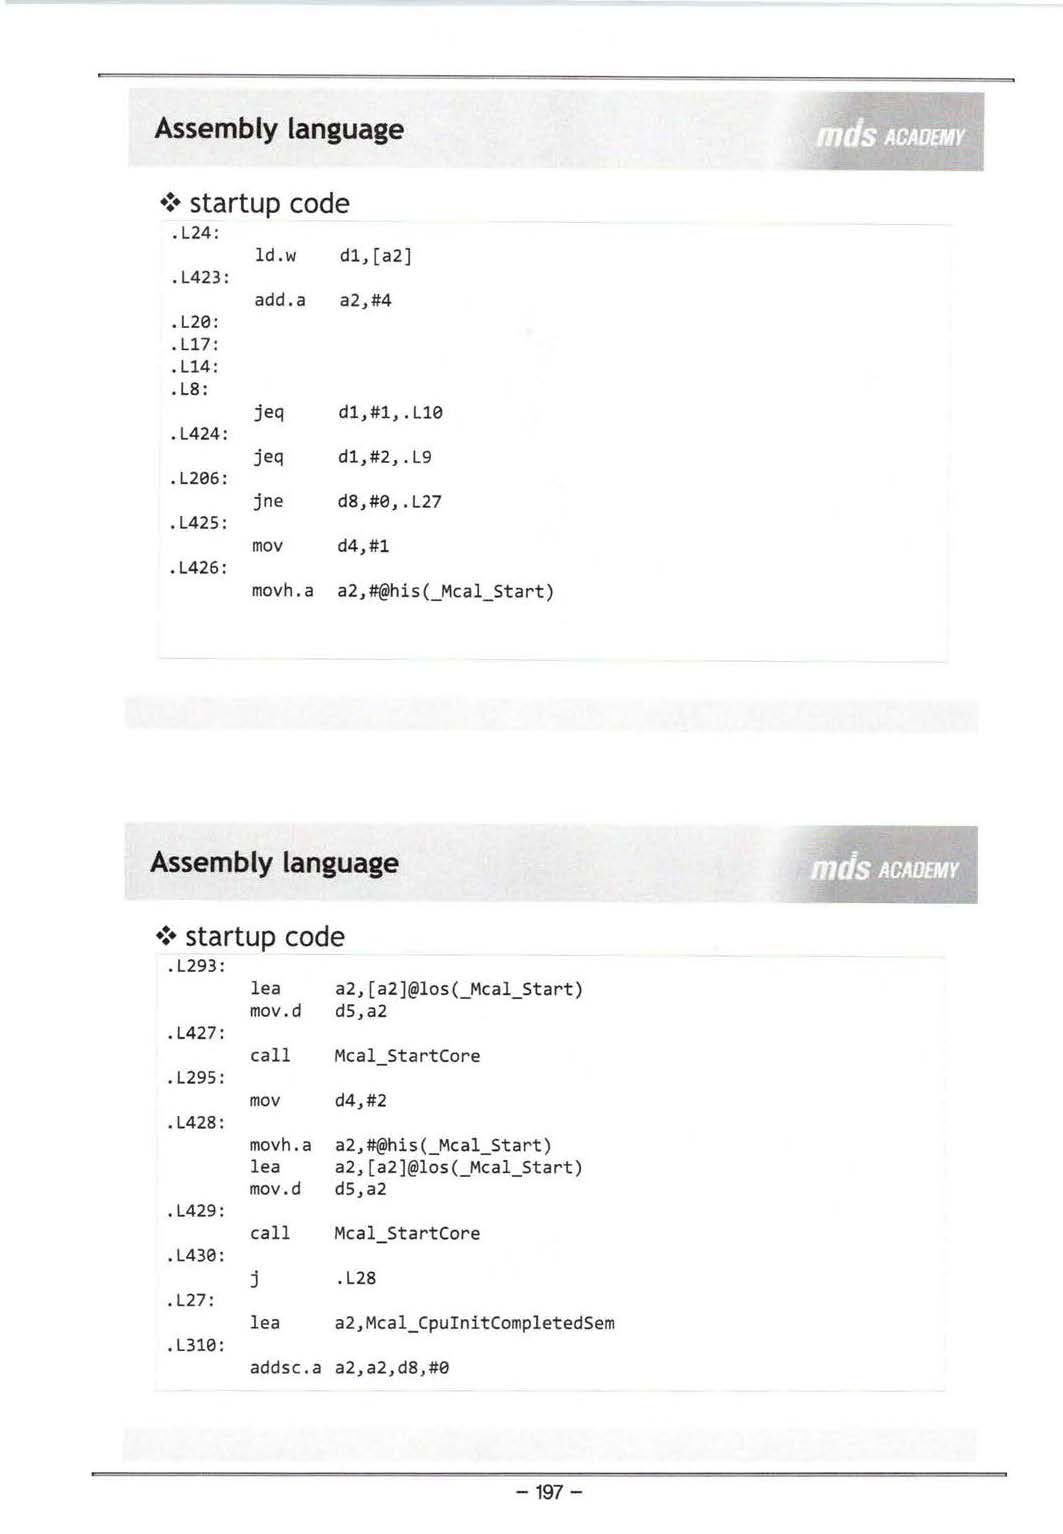 Assembly language
mds ACADEMY
❖ startup code
.L24:
ld.w d1,[a2]
.L423:
add.a a2,#4
.L20:
.L17:
.L14:
.L8:
jeq d1,#1,.L10
.L424:
jeq d1,#2,.L9
.L206:
jne d8,#0,.L27
.L425:
mov d4,#1
.L426:
movh.a a2,#@his(_Mcal_Start)
Assembly language
mds ACADEMY
❖ startup code
.L293:
lea a2,[a2]@los(_Mcal_Start)
mov.d d5,a2
.L427:
call Mcal_StartCore
.L295:
mov d4,#2
.L428:
movh.a a2,#@his(_Mcal_Start)
lea a2,[a2]@los(_Mcal_Start)
mov.d d5,a2
.L429:
call Mcal_StartCore
.L430:
j .L28
.L27:
lea a2,Mcal_CpuInitCompletedSem
.L310:
addsc.a a2,a2,d8,#0
- 197 -